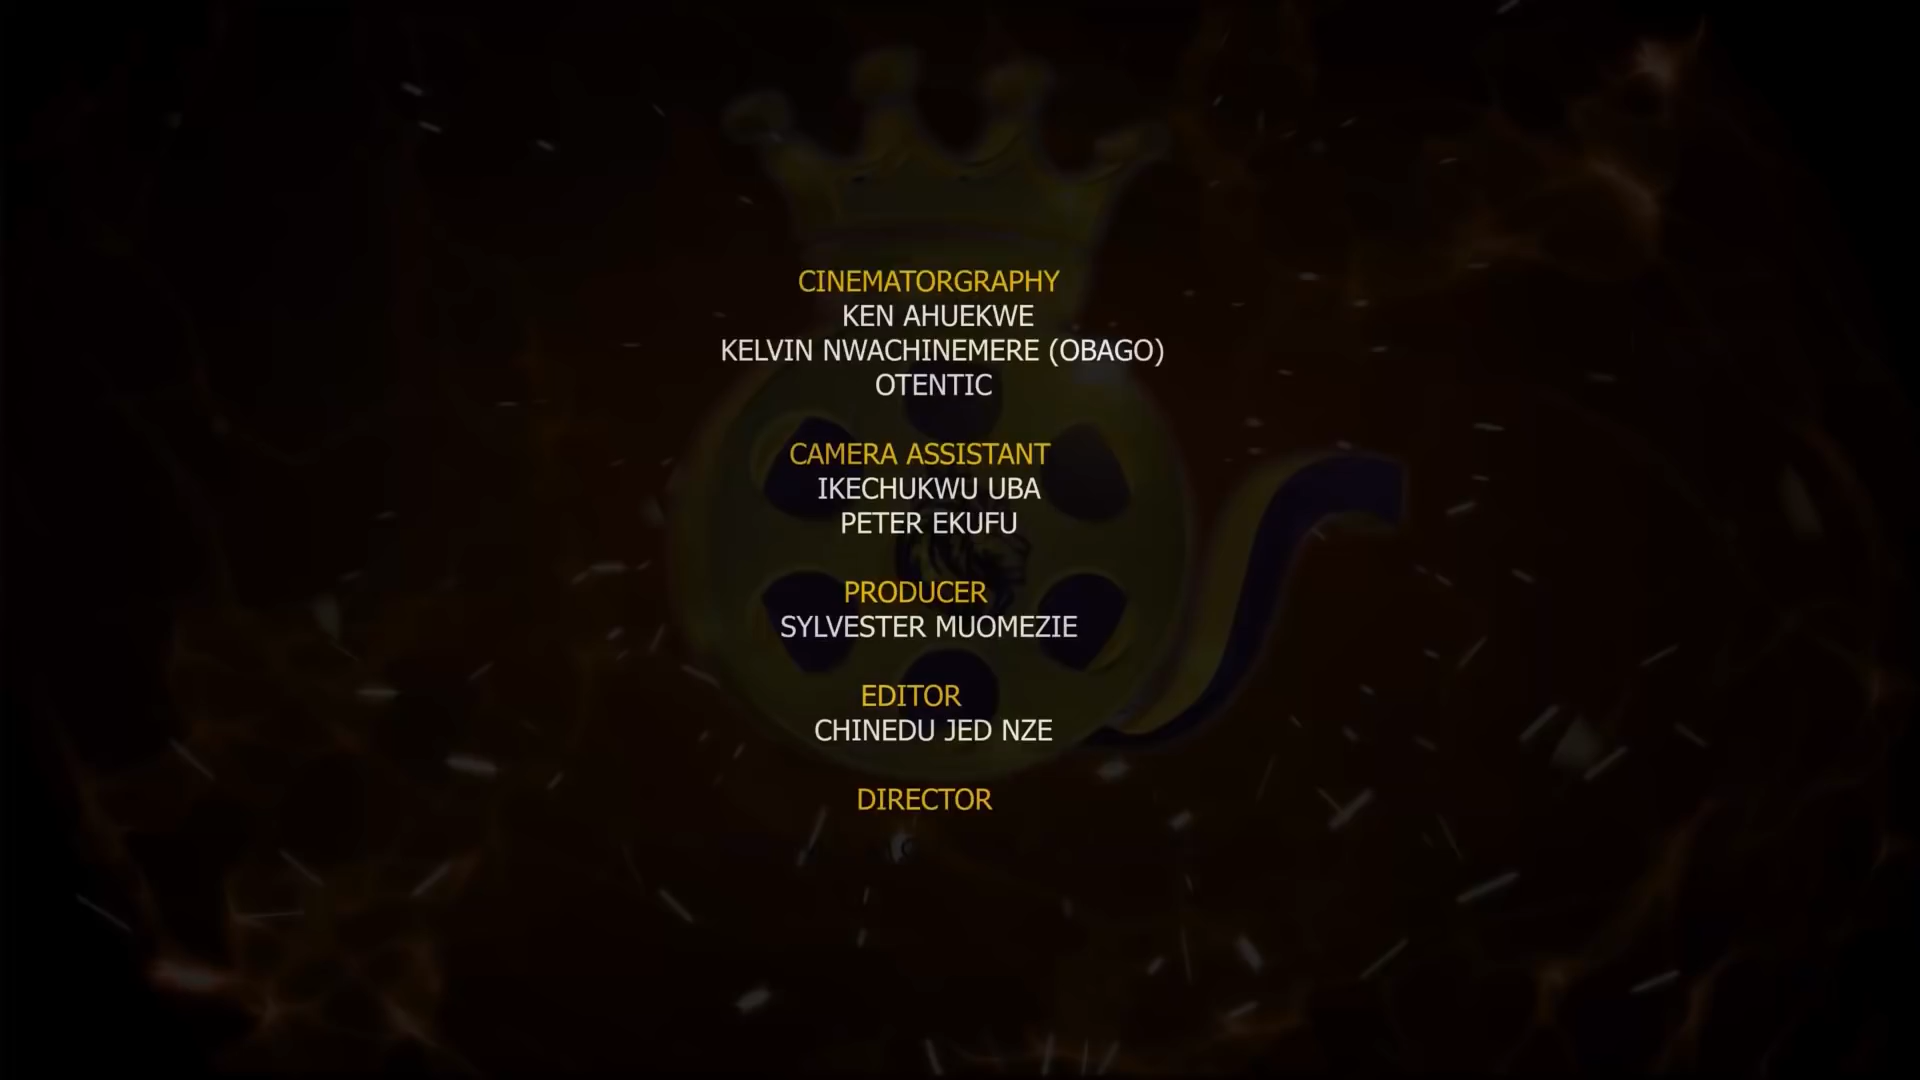 CINEMATORGRAPHY
KEN AHUEKWE
KELVIN NWACHINEMERE (OBAGO)
OTENTIC
CAMERA ASSISTANT
IKECHUKWU UBA
PETER EKUFU
PRODUCER
SYLVESTER MUOMEZIE
EDITOR
CHINEDU JED NZE
DIRECTOR